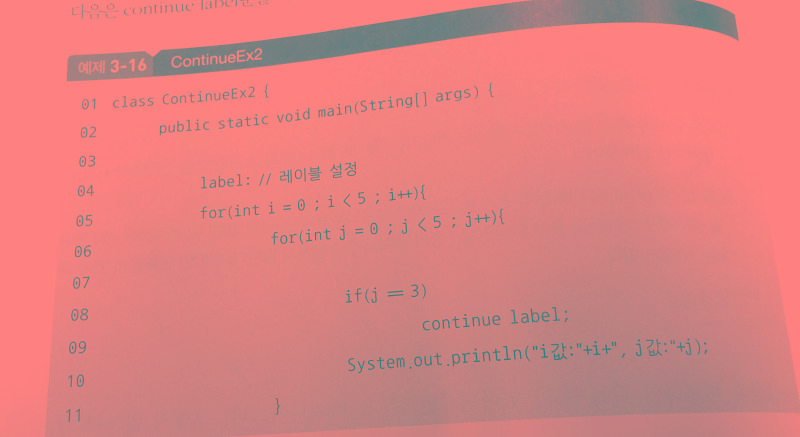 다음은 continue label
예제 3-16 ContinueEx2
01 class ContinueEx2 {
02 public static void main(String[] args) {
03
04 label: // 레이블 설정
05 for(int i = 0 ; i < 5 ; i++){
06 for(int j = 0 ; j < 5 ; j++){
07
08 if(j == 3)
09 continue label;
10 System.out.println("i값:"+i+", j값:"+j);
11 }